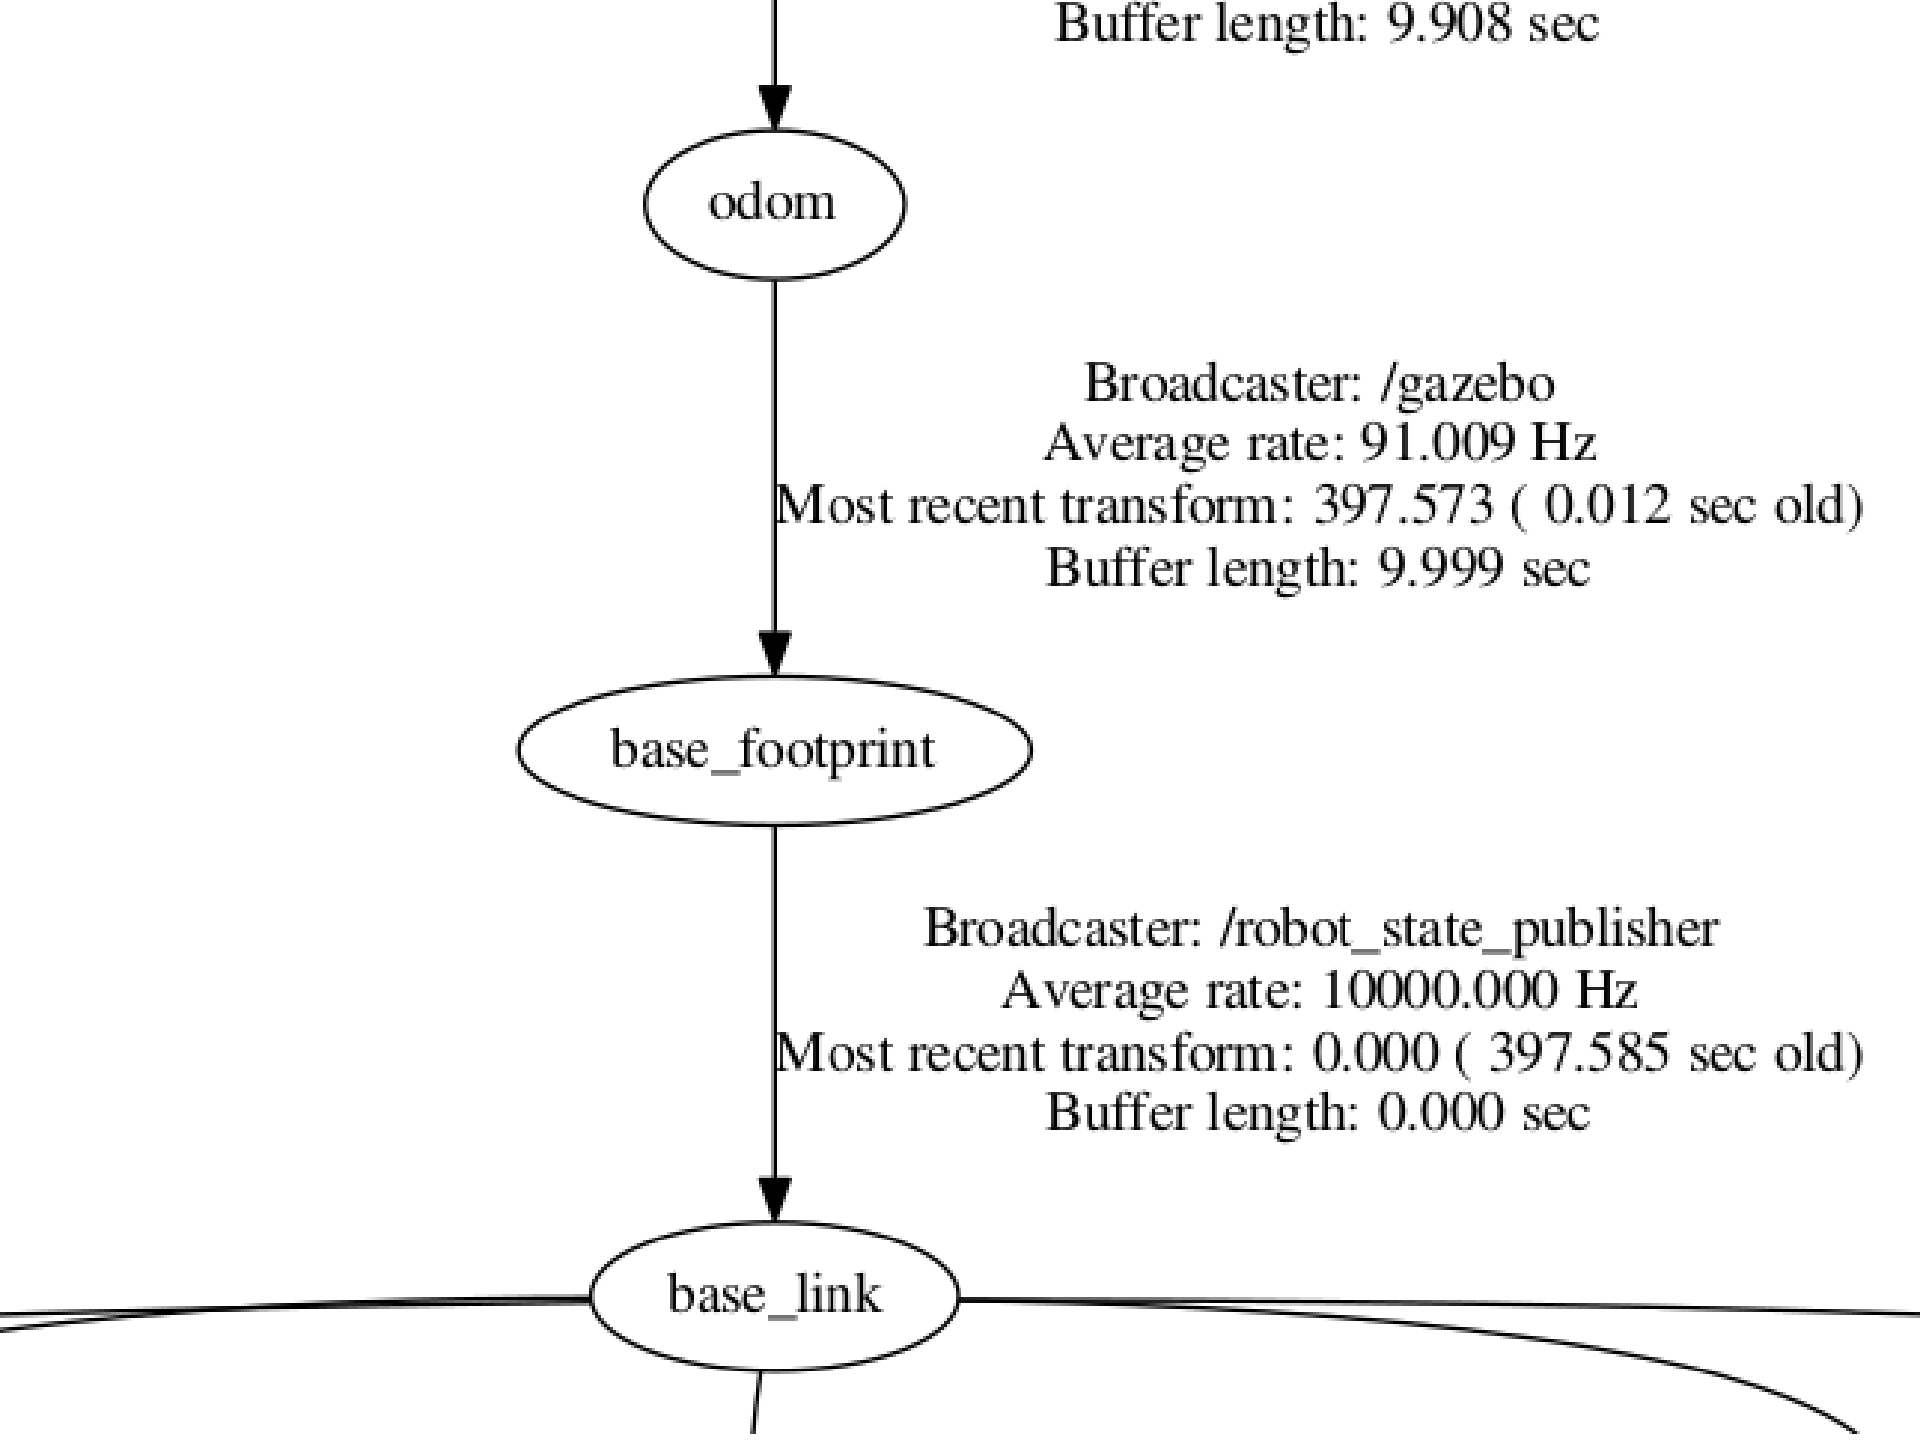 Buffer length: 9.908 sec
odom
Broadcaster: /gazebo
Average rate: 91.009 Hz
Most recent transform: 397.573 ( 0.012 sec old)
Buffer length: 9.999 sec
base_footprint
Broadcaster: /robot_state_publisher
Average rate: 10000.000 Hz
Most recent transform: 0.000 ( 397.585 sec old)
Buffer length: 0.000 sec
base_link